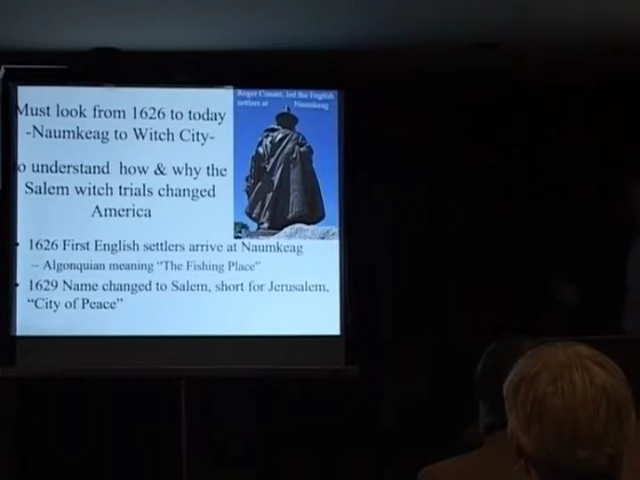 Must look from 1626 to today
-Naumkeag to Witch City-
o understand how & why the
Salem witch trials changed
America
Roger Conant, led the English
settlers at Naumkeag
• 1626 First English settlers arrive at Naumkeag
– Algonquian meaning “The Fishing Place”
• 1629 Name changed to Salem, short for Jerusalem,
“City of Peace”